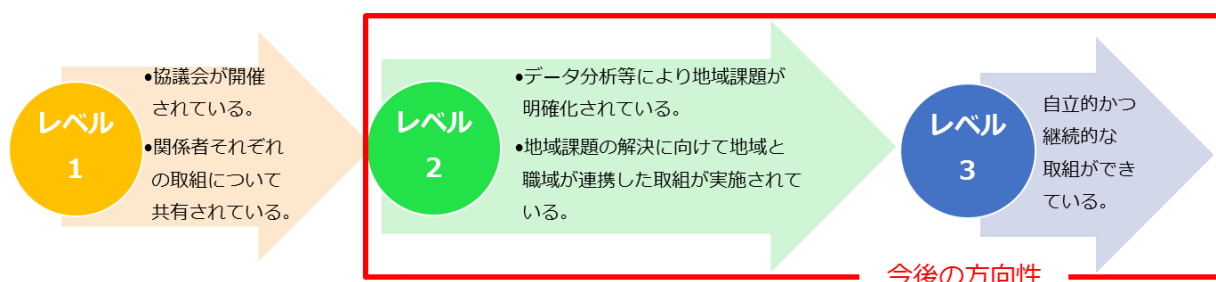 レベル
1
•協議会が開催
されている。
•関係者それぞれ
の取組について
共有されている。
レベル
2
•データ分析等により地域課題が
明確化されている。
•地域課題の解決に向けて地域と
職域が連携した取組が実施されて
いる。
レベル
3
自立的かつ
継続的な
取組ができ
ている。
今後の方向性